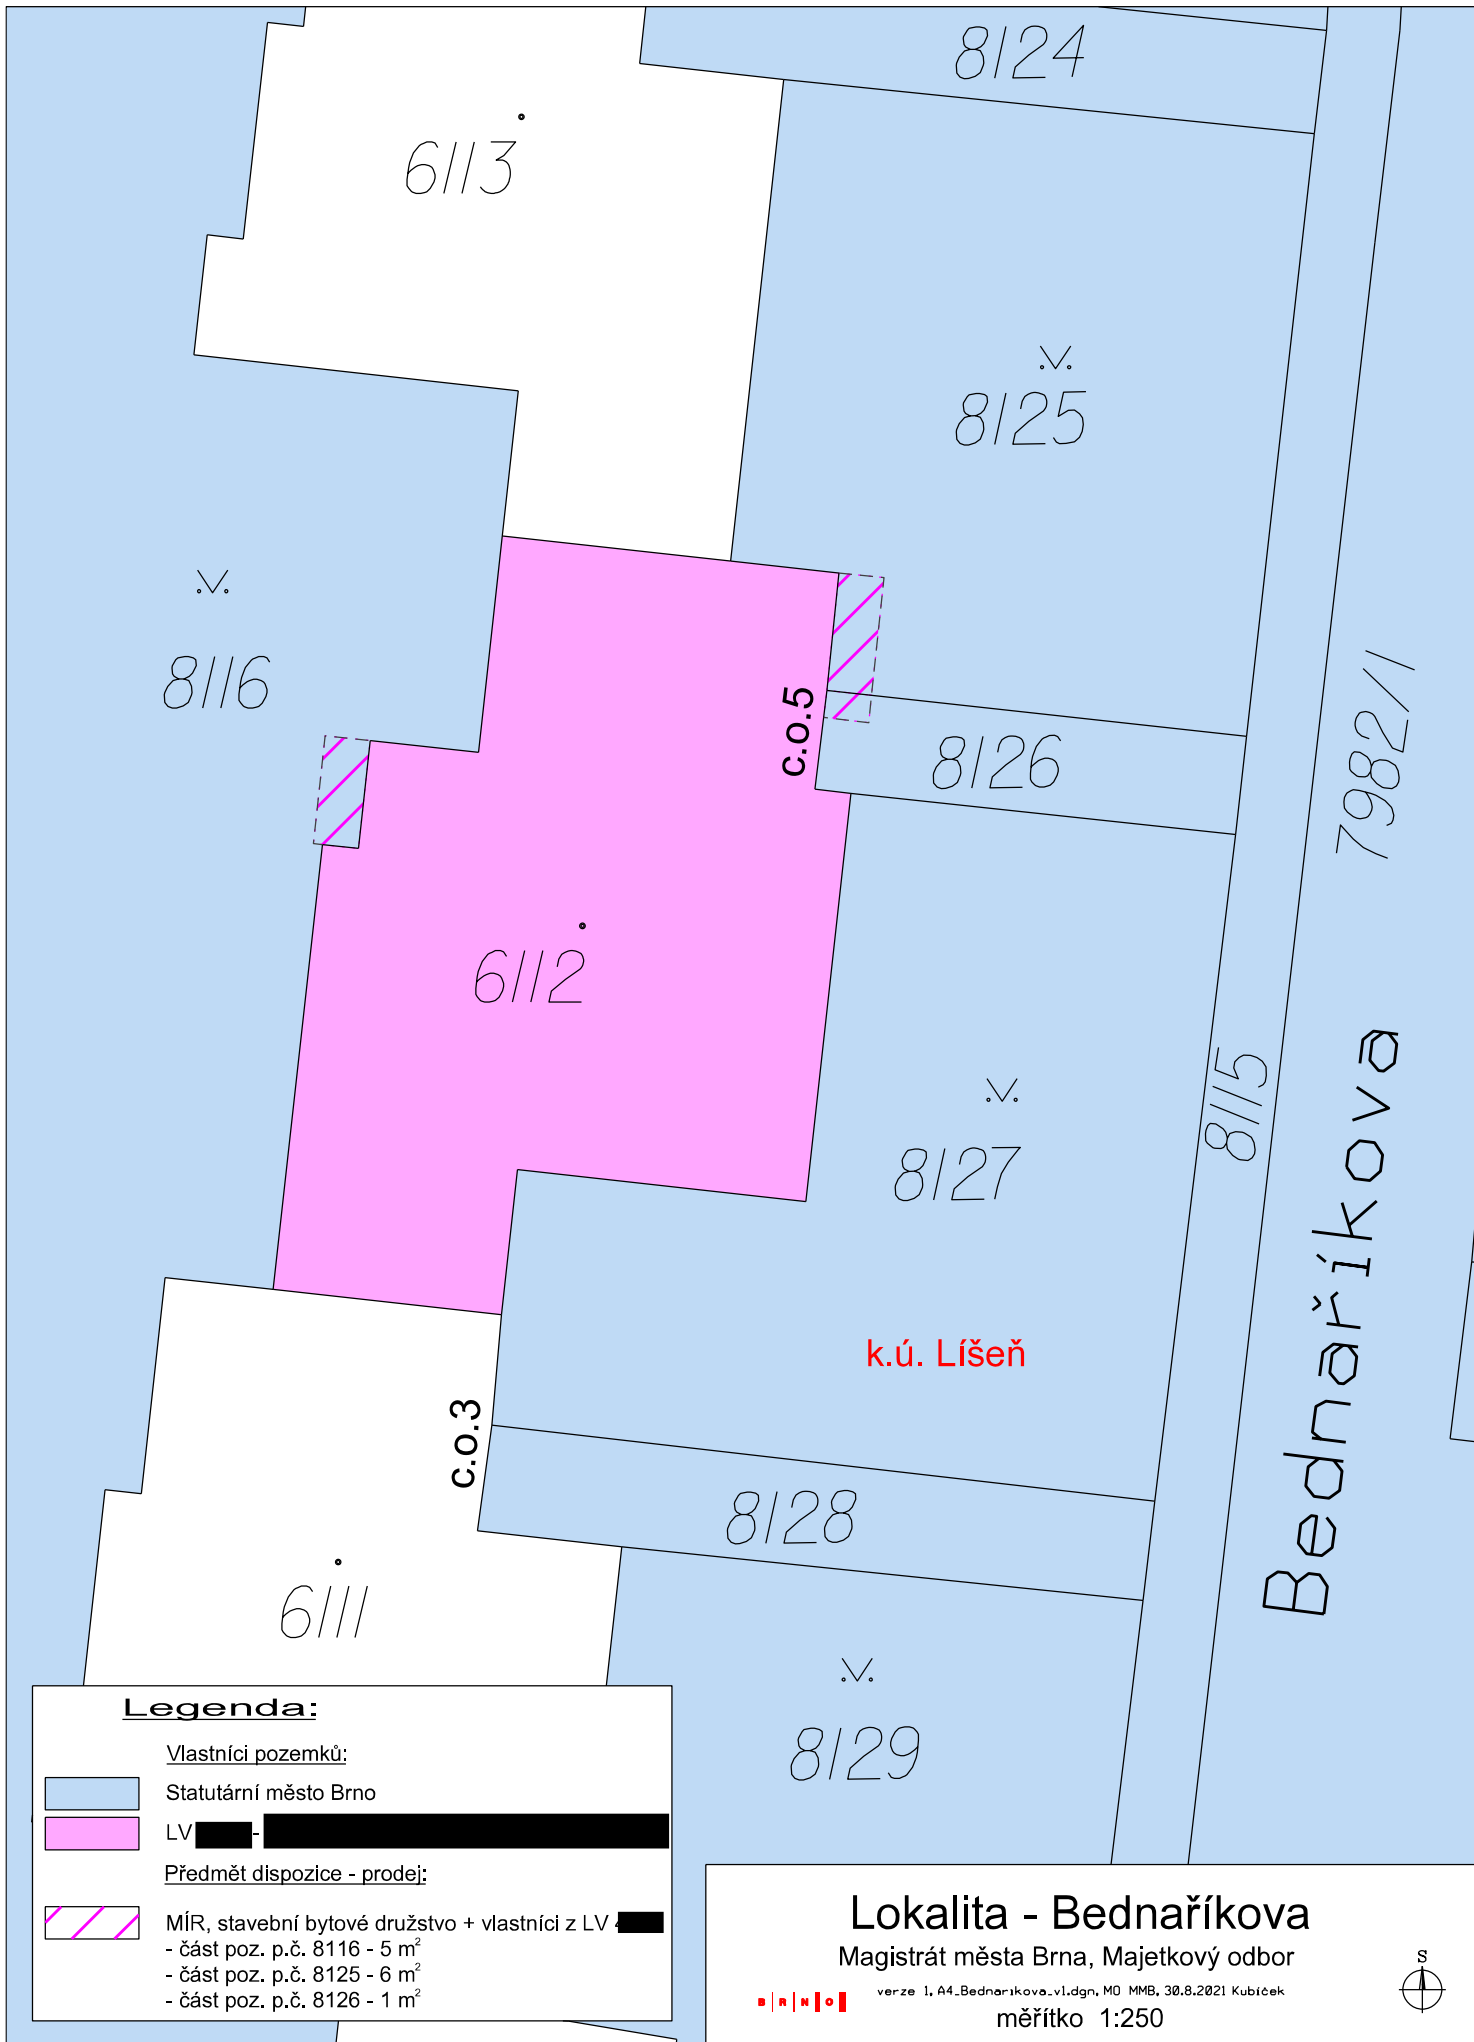 8124
6113
8125
8116
c.o.5
8126
7982/1
6112
8115
8127
Bednaříkova
k.ú. Líšeň
c.o.3
8128
6111
8129
Legenda:
Vlastníci pozemků:
Statutární město Brno
LV -
Předmět dispozice - prodej:
MÍR, stavební bytové družstvo + vlastníci z LV
- část poz. p.č. 8116 - 5 m²
- část poz. p.č. 8125 - 6 m²
- část poz. p.č. 8126 - 1 m²
Lokalita - Bednaříkova
Magistrát města Brna, Majetkový odbor
S
verze 1, A4_Bednarikova_v1.dgn, MO MMB, 30.8.2021 Kubíček
BRNO
měřítko 1:250